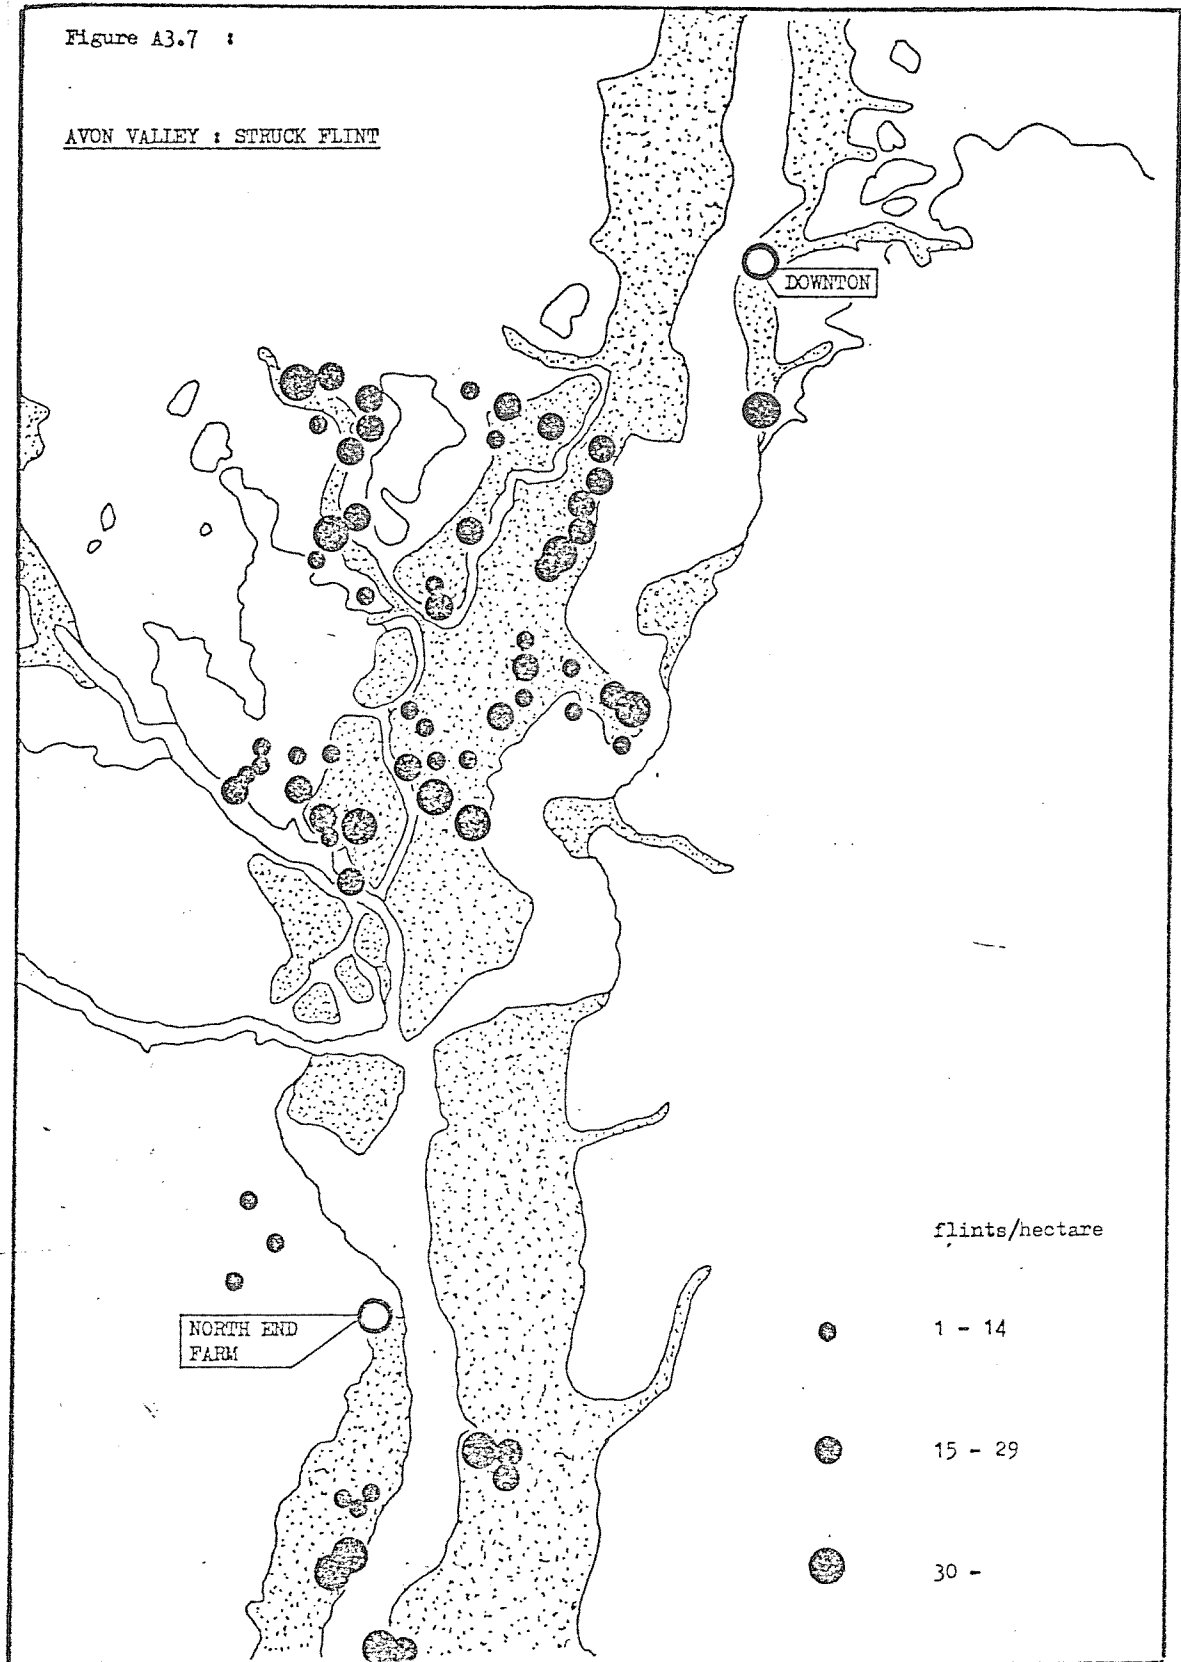 Figure A3.7 :
AVON VALLEY : STRUCK FLINT
DOWNTON
flints/hectare
1 - 14
NORTH END
FARM
15 - 29
30 -